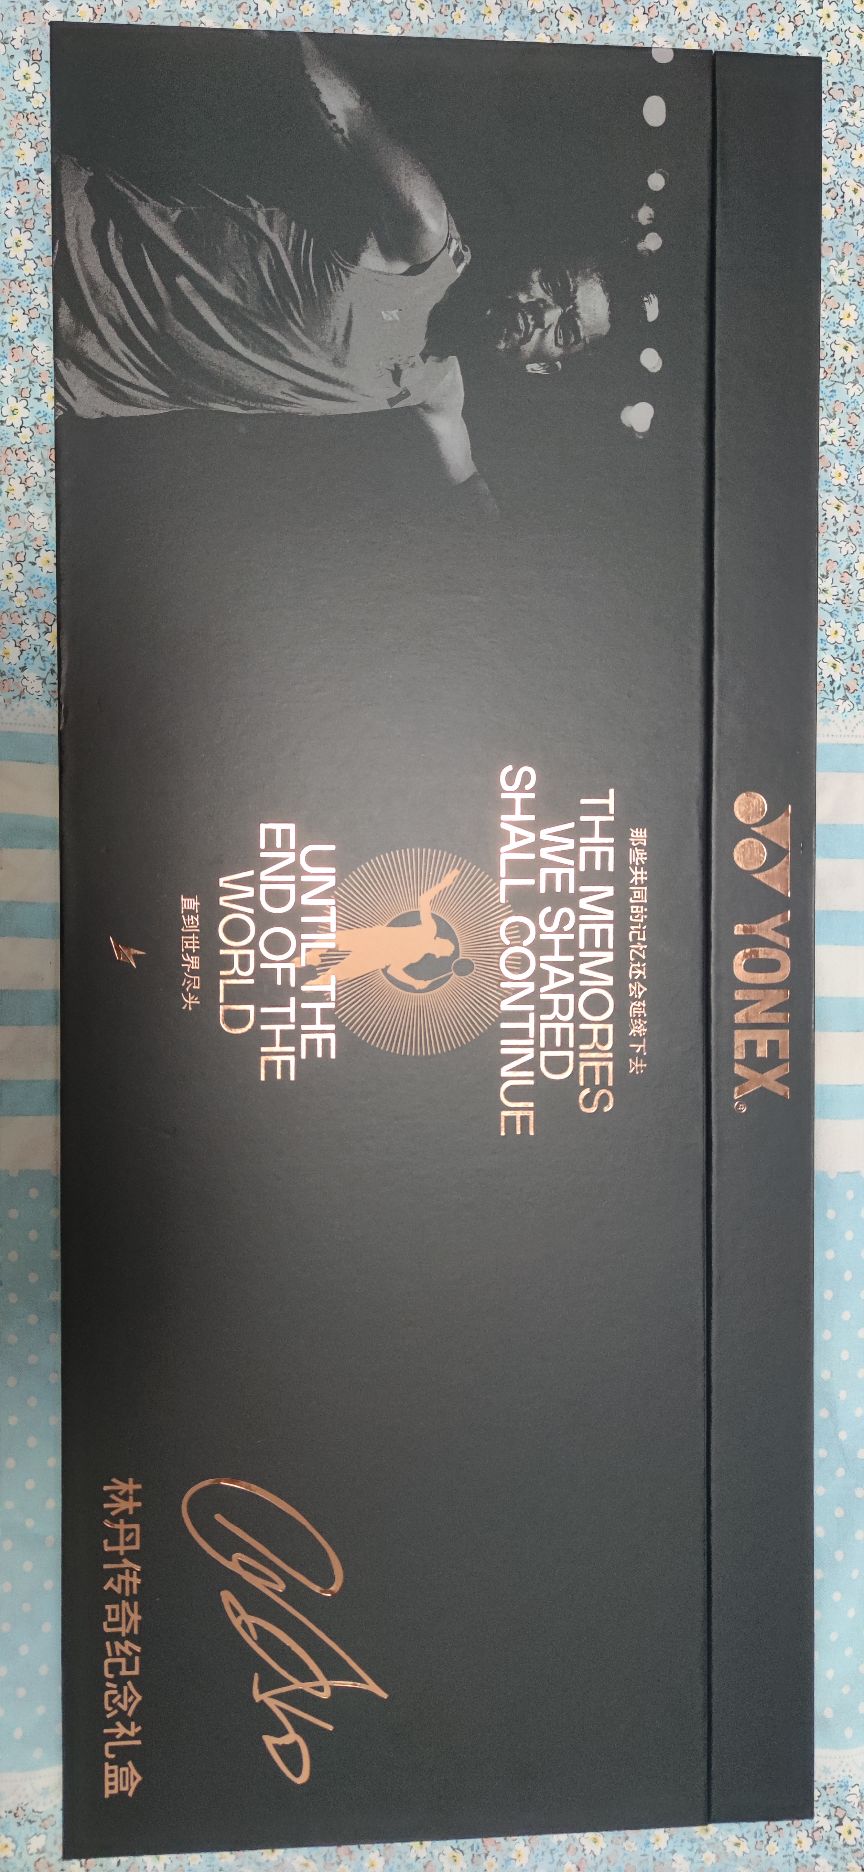 YONEX®
那些共同的记忆还会延续下去
THE MEMORIES
WE SHARED
SHALL CONTINUE
UNTIL THE
END OF THE
WORLD
直到世界尽头
林丹传奇纪念礼盒